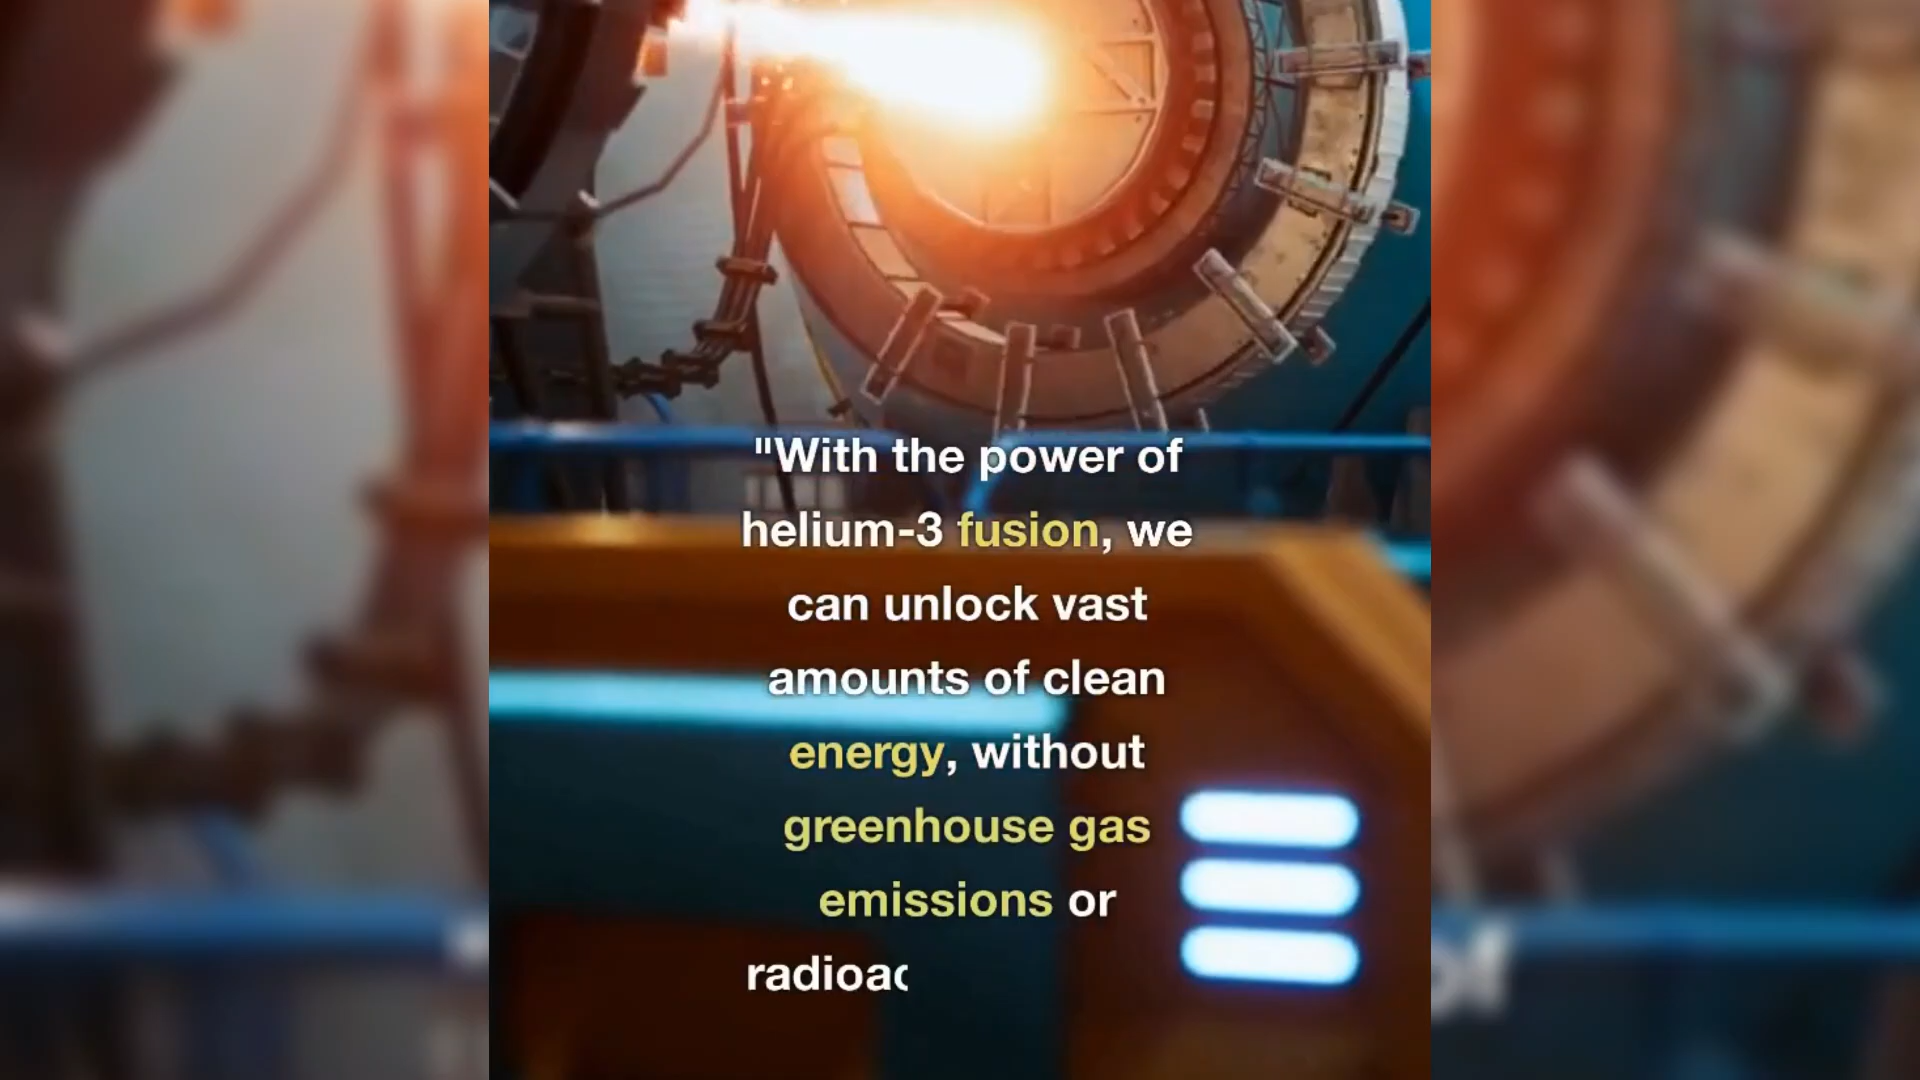 "With the power of
helium-3 fusion, we
can unlock vast
amounts of clean
energy, without
greenhouse gas
emissions or
radioac